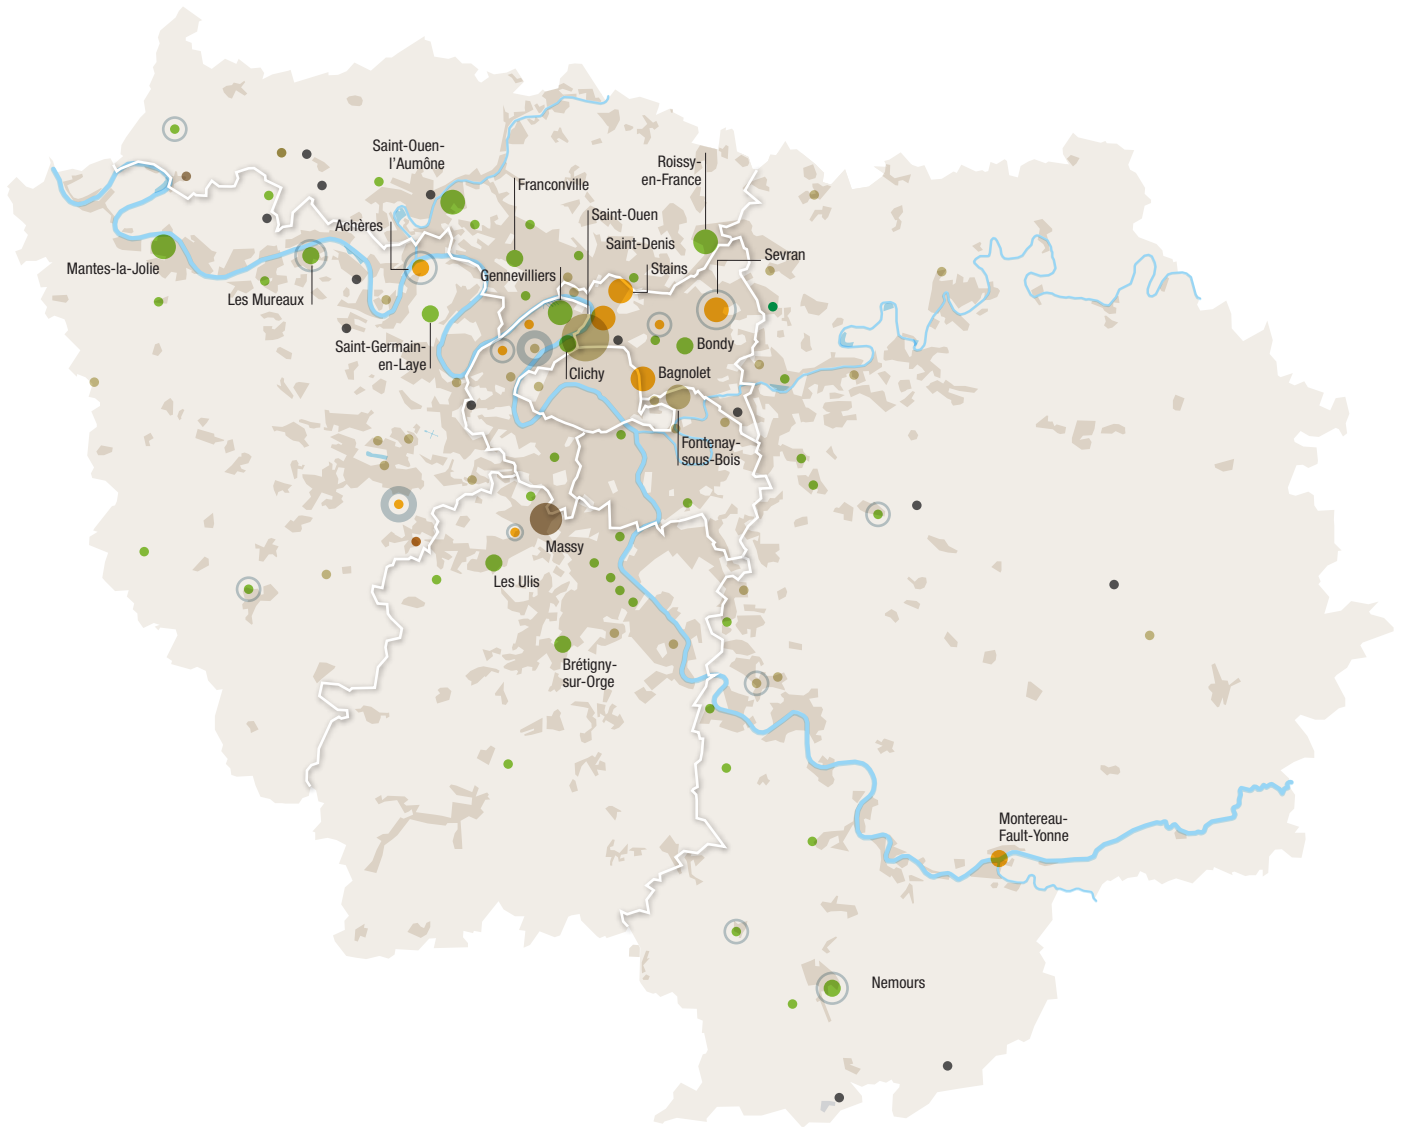 Saint-Ouen-
l'Aumône
Roissy-
en-France
Franconville
Saint-Ouen
Achères
Saint-Denis
Sevran
Mantes-la-Jolie
Gennevilliers
Stains
Les Mureaux
Saint-Germain-
en-Laye
Bondy
Clichy
Bagnolet
Fontenay-
sous-Bois
Massy
Les Ulis
Brétigny-
sur-Orge
Montereau-
Fault-Yonne
Nemours